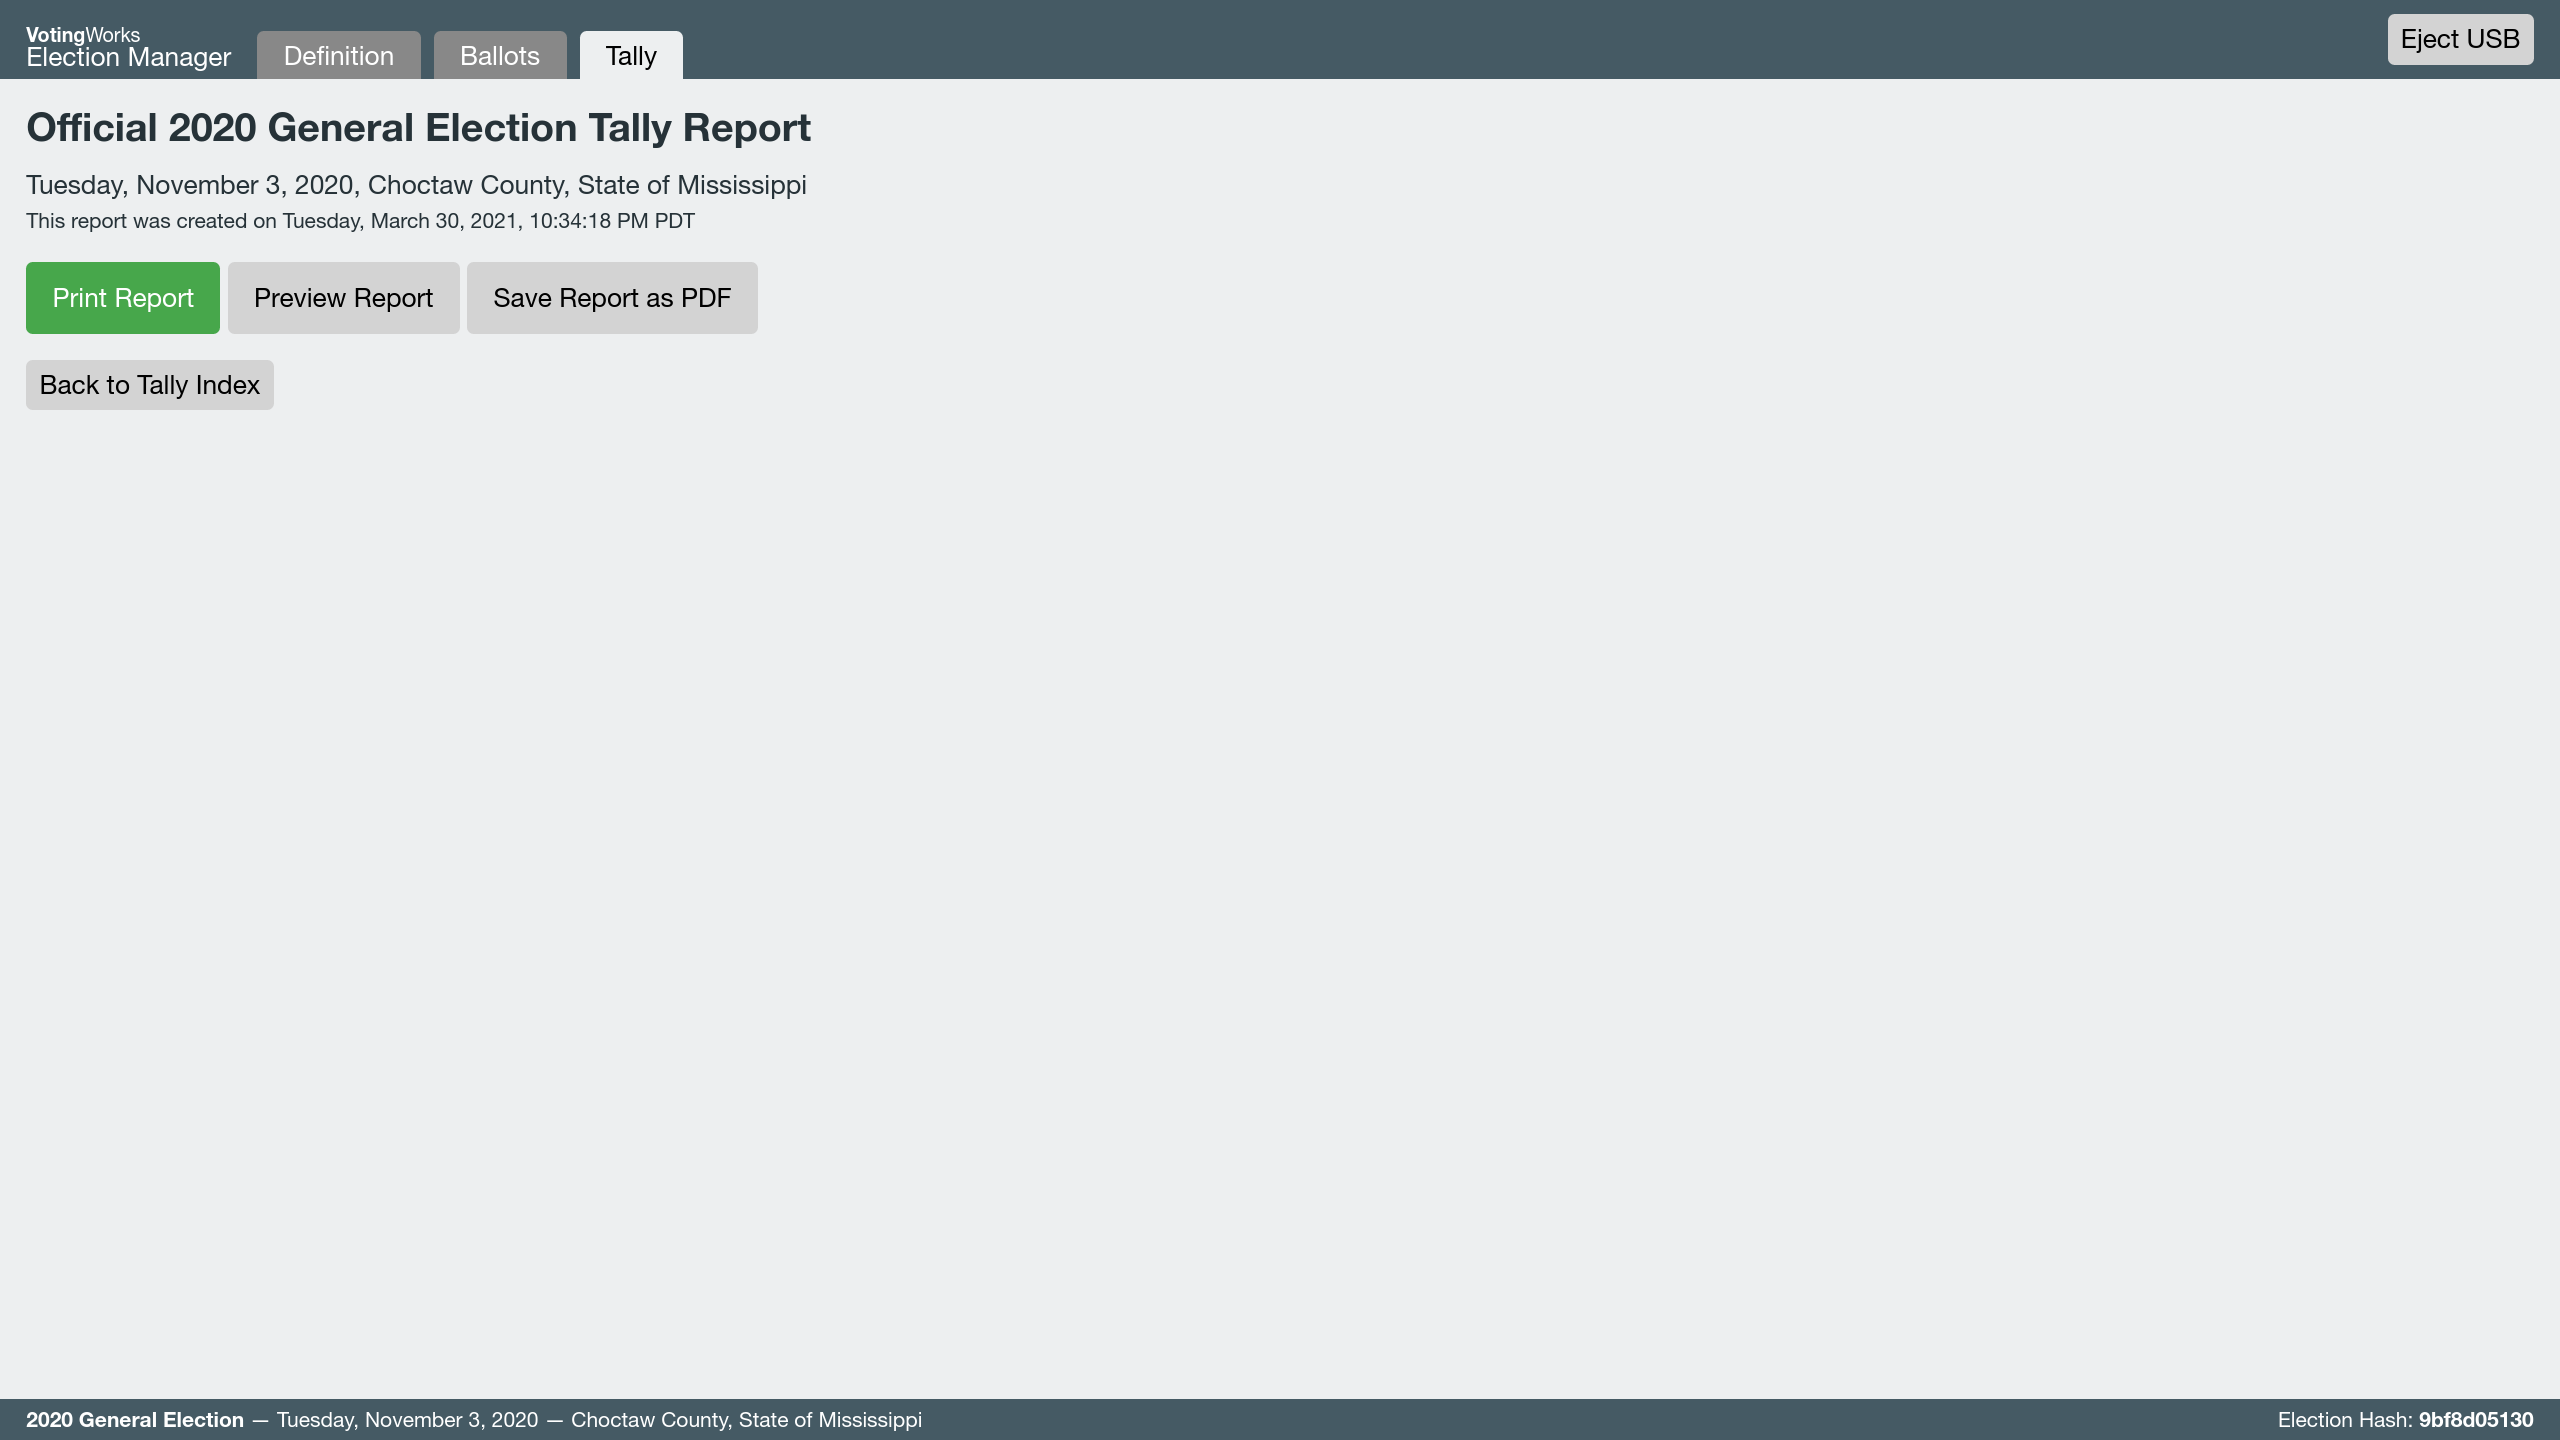 VotingWorks
Election Manager
Definition
Ballots
Tally
Eject USB
Official 2020 General Election Tally Report
Tuesday, November 3, 2020, Choctaw County, State of Mississippi
This report was created on Tuesday, March 30, 2021, 10:34:18 PM PDT
Print Report
Preview Report
Save Report as PDF
Back to Tally Index
2020 General Election — Tuesday, November 3, 2020 — Choctaw County, State of Mississippi
Election Hash: 9bf8d05130